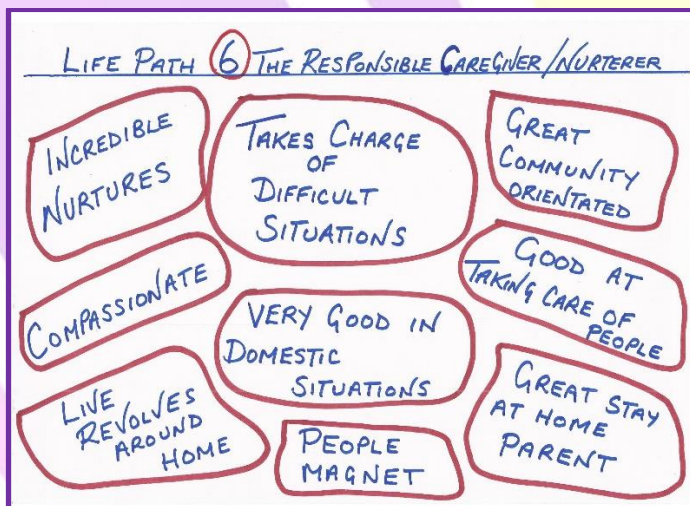 LIFE PATH 6 THE RESPONSIBLE CAREGIVER/NURTERER
INCREDIBLE
NURTURES
TAKES CHARGE
OF
DIFFICULT
SITUATIONS
GREAT
COMMUNITY
ORIENTATED
COMPASSIONATE
VERY GOOD IN
DOMESTIC
SITUATIONS
GOOD AT
TAKING CARE OF
PEOPLE
LIVE
REVOLVES
AROUND
HOME
PEOPLE
MAGNET
GREAT STAY
AT HOME
PARENT